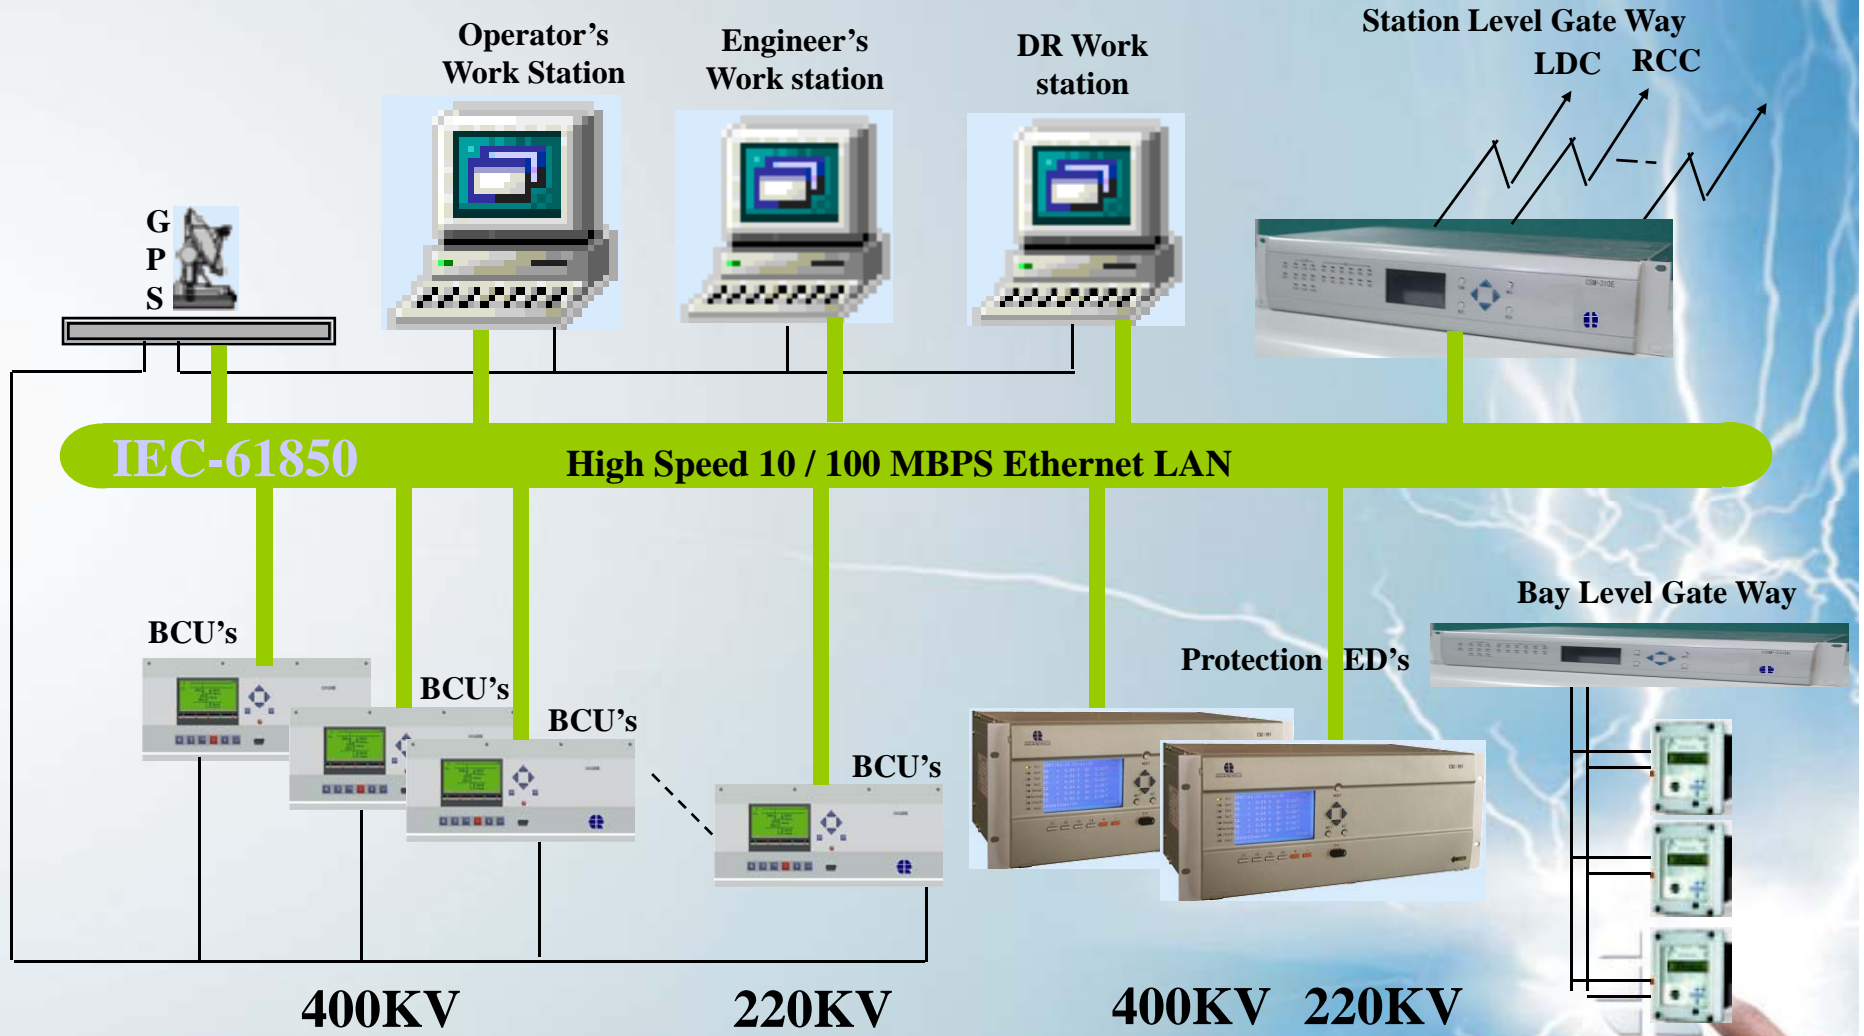 Station Level Gate Way
LDC RCC
Operator’s
Work Station
Engineer’s
Work station
DR Work
station
G
P
S
CSM-310E
IEC-61850
High Speed 10 / 100 MBPS Ethernet LAN
Bay Level Gate Way
BCU’s
BCU’s
BCU’s
BCU’s
Protection ED’s
400KV
220KV
400KV
220KV